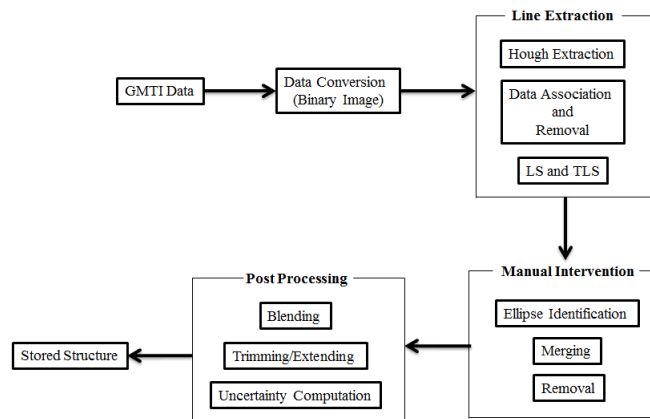 Line Extraction
Hough Extraction
GMTI Data
Data Conversion
(Binary Image)
Data Association
and
Removal
LS and TLS
Manual Intervention
Ellipse Identification
Merging
Removal
Post Processing
Blending
Trimming/Extending
Uncertainty Computation
Stored Structure